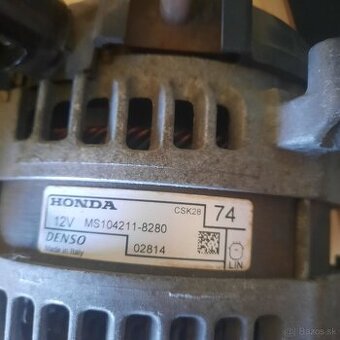 HONDA CSK28 74
12V MS104211-8280
DENSO 02814
Made in Italy LIN
Bazos.sk